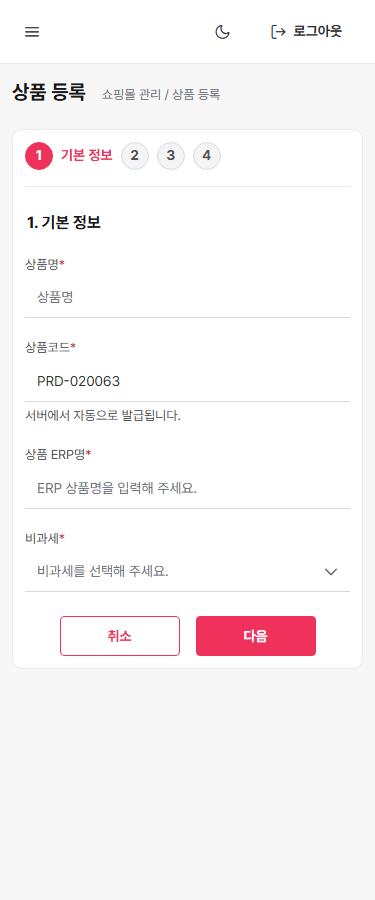 로그아웃
상품 등록 쇼핑몰 관리 / 상품 등록
1 기본 정보 2 3 4
1. 기본 정보
상품명*
상품명
상품코드*
PRD-020063
서버에서 자동으로 발급됩니다.
상품 ERP명*
ERP 상품명을 입력해 주세요.
비과세*
비과세를 선택해 주세요.
취소 다음